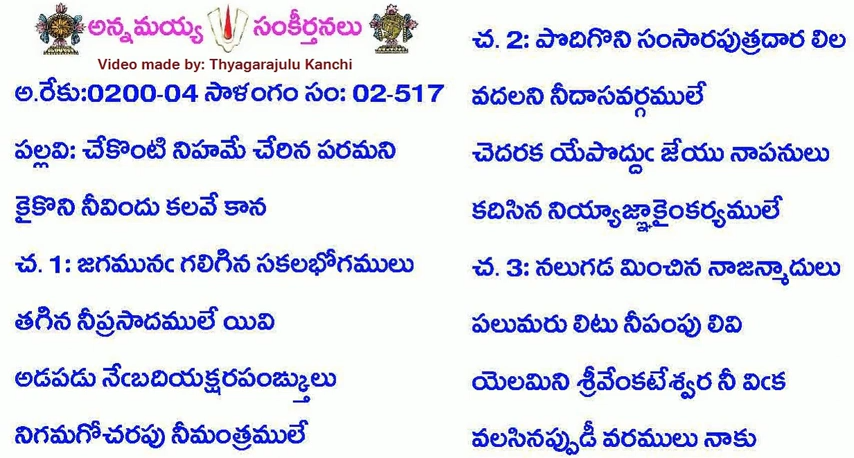 అన్నమయ్య సంకీర్తనలు
Video made by: Thyagarajulu Kanchi
అ.రేకు:0200-04 సాళంగం సం: 02-517
పల్లవి: చేకొంటి నిహమే చేరిన పరమని
కైకొని నీవిందు కలవే కాన
చ. 1: జగమునఁ గలిగిన సకలభోగములు
తగిన నీప్రసాదములే యివి
అడపడు నేఁబదియక్షరపంఙ్క్తులు
నిగమగోచరపు నీమంత్రములే
చ. 2: పొదిగొని సంసారపుత్రదార లిల
వదలని నీదాసవర్గములే
చెదరక యేపొద్దుఁ జేయు నాపనులు
కదిసిన నియ్యాజ్ఞాకైంకర్యములే
చ. 3: నలుగడ మించిన నాజన్మాదులు
పలుమరు లిటు నీపంపు లివి
యెలమిని శ్రీవేంకటేశ్వర నీ విఁక
వలసినప్పుడీ వరములు నాకు